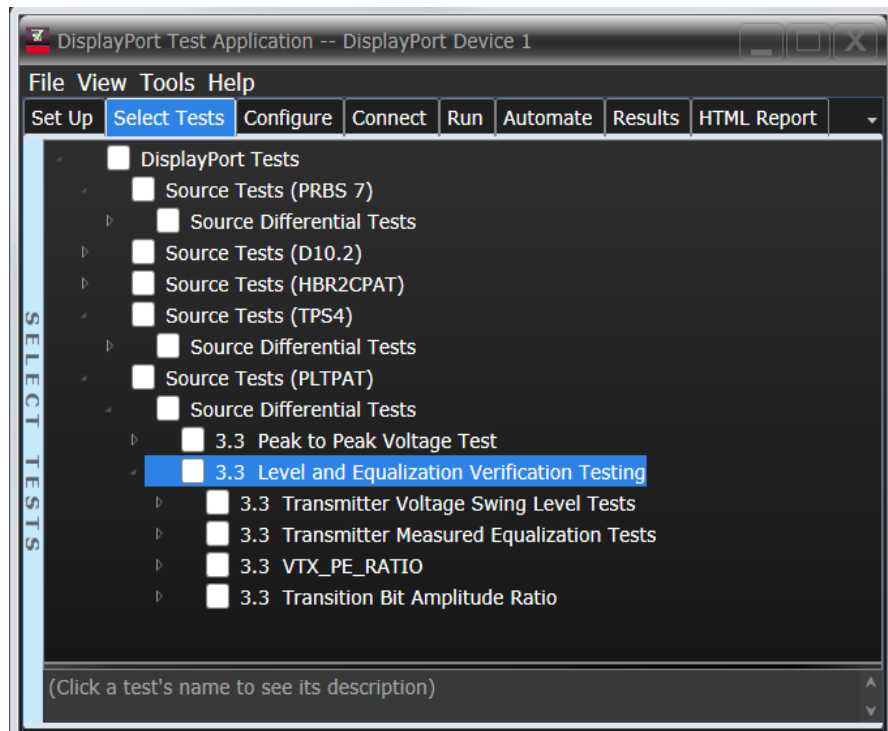 DisplayPort Test Application -- DisplayPort Device 1
File View Tools Help
Set Up Select Tests Configure Connect Run Automate Results HTML Report
SELECT TESTS
DisplayPort Tests
Source Tests (PRBS 7)
Source Differential Tests
Source Tests (D10.2)
Source Tests (HBR2CPAT)
Source Tests (TPS4)
Source Differential Tests
Source Tests (PLTPAT)
Source Differential Tests
3.3 Peak to Peak Voltage Test
3.3 Level and Equalization Verification Testing
3.3 Transmitter Voltage Swing Level Tests
3.3 Transmitter Measured Equalization Tests
3.3 VTX_PE_RATIO
3.3 Transition Bit Amplitude Ratio
(Click a test's name to see its description)